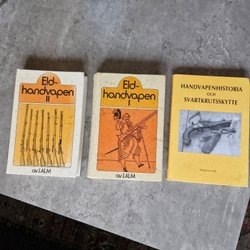 Eld-
handvapen
II
av J.ALM
Eld-
handvapen
I
av J.ALM
HANDVAPENHISTORIA
OCH
SVARTKRUTSSKYTTE